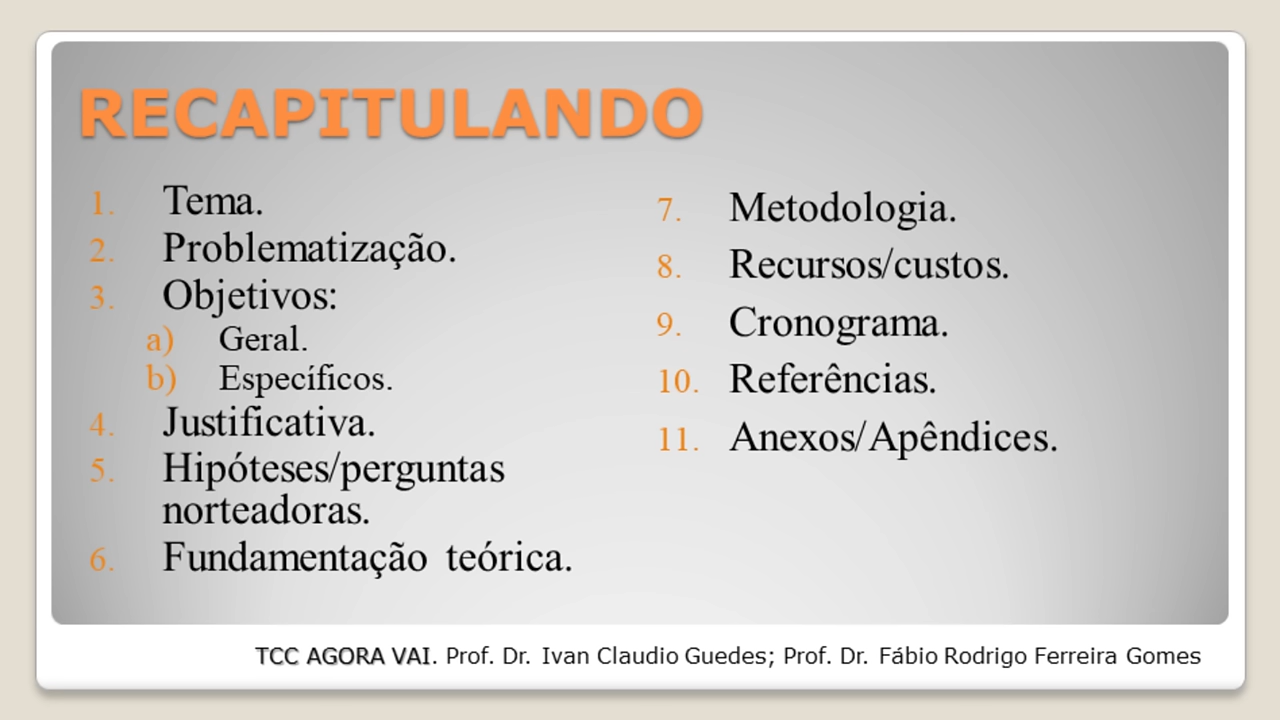 RECAPITULANDO
1. Tema.
2. Problematização.
3. Objetivos:
a) Geral.
b) Específicos.
4. Justificativa.
5. Hipóteses/perguntas
norteadoras.
6. Fundamentação teórica.
7. Metodologia.
8. Recursos/custos.
9. Cronograma.
10. Referências.
11. Anexos/Apêndices.
TCC AGORA VAI. Prof. Dr. Ivan Claudio Guedes; Prof. Dr. Fábio Rodrigo Ferreira Gomes